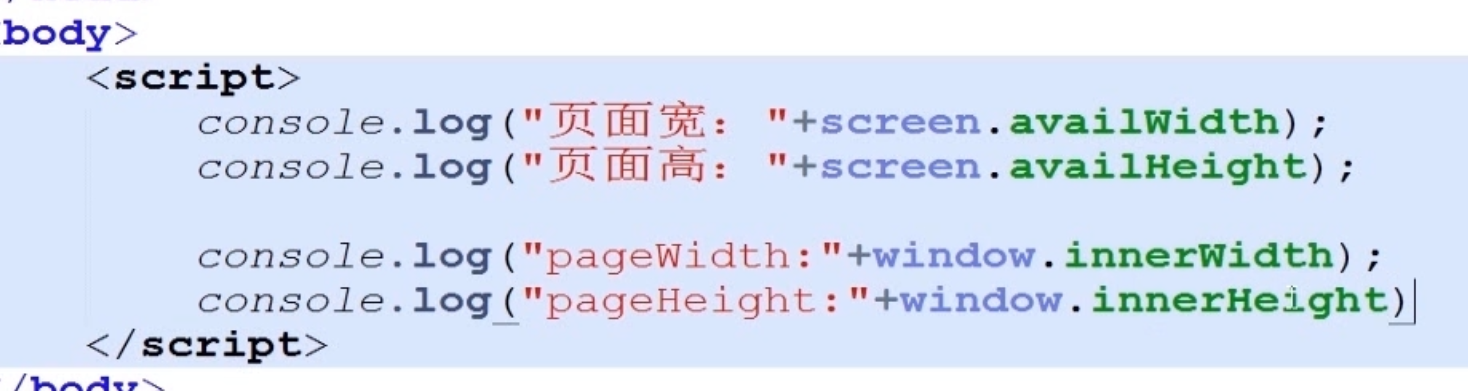 body>
<script>
console.log("页面宽： "+screen.availWidth);
console.log("页面高： "+screen.availHeight);
console.log("pageWidth:"+window.innerWidth);
console.log("pageHeight:"+window.innerHeight)
</script>
/body>